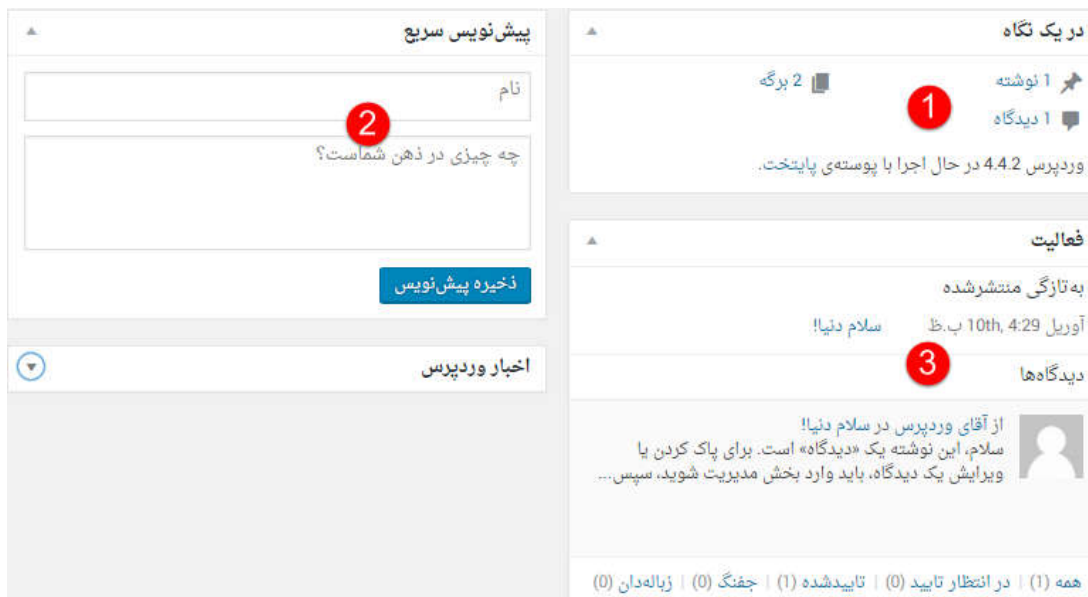 در یک نگاه
1 نوشته
2 برگه
1 دیدگاه
1
وردپرس 4.4.2 در حال اجرا با پوسته‌ی پایتخت.
فعالیت
به‌تازگی منتشرشده
آوریل 10th, 4:29 ب.ظ سلام دنیا!
3
دیدگاه‌ها
از آقای وردپرس در سلام دنیا!
سلام، این نوشته یک «دیدگاه» است. برای پاک کردن یا
ویرایش یک دیدگاه، باید وارد بخش مدیریت شوید، سپس...
همه (1) | در انتظار تایید (0) | تاییدشده (1) | جفنگ (0) | زباله‌دان (0)
پیش‌نویس سریع
نام
2
چه چیزی در ذهن شماست؟
ذخیره پیش‌نویس
اخبار وردپرس